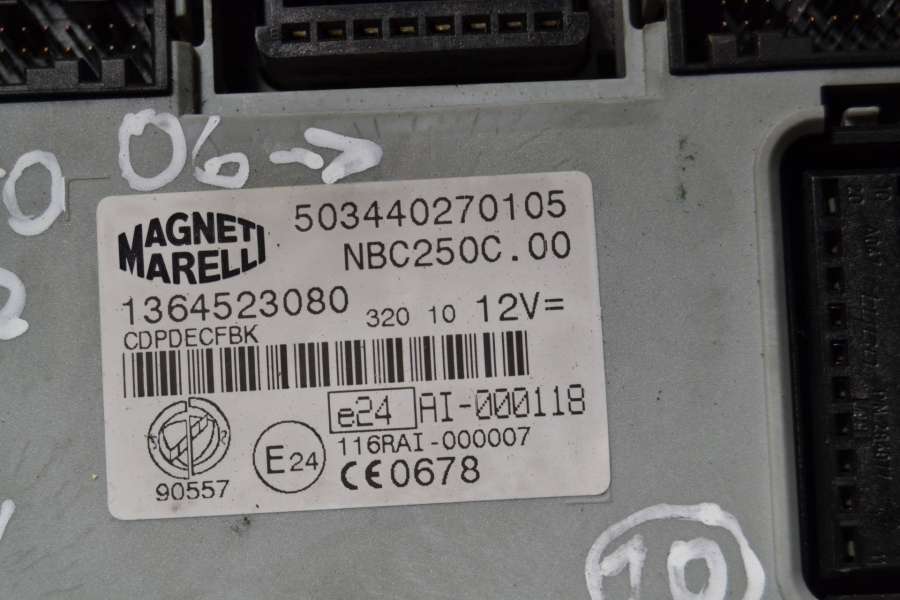 06 ->
0
MAGNETI MARELLI
503440270105
NBC250C.00
1364523080
320 10 12V=
CDPDECFBK
e24 AI-000118
116RAI-000007
E24
CE0678
90557
10